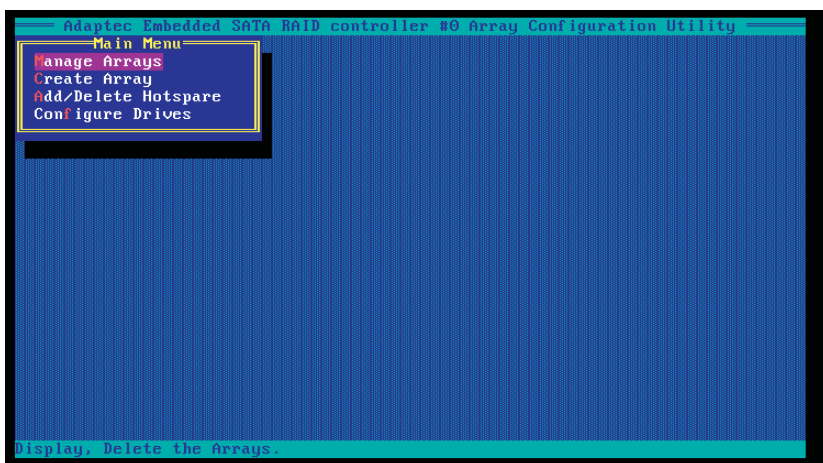 Adaptec Embedded SATA RAID controller #0 Array Configuration Utility
Main Menu
Manage Arrays
Create Array
Add/Delete Hotspare
Configure Drives
Display, Delete the Arrays.